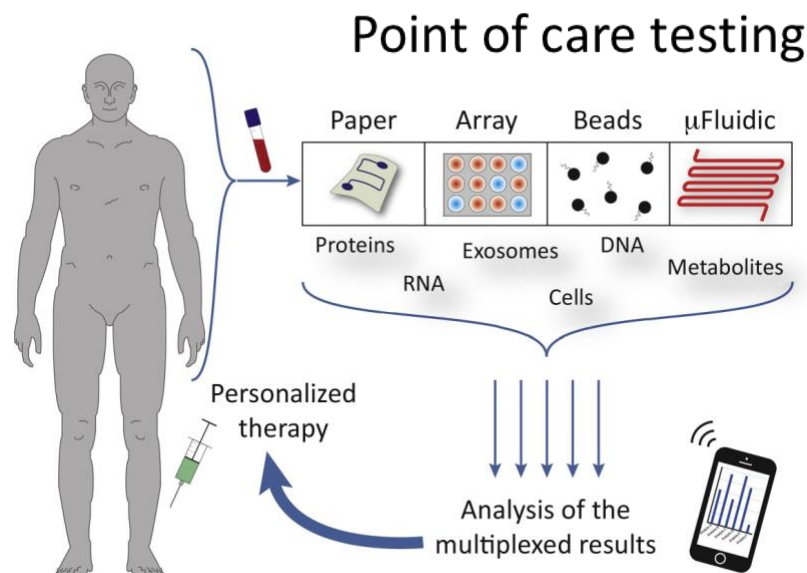 Point of care testing
Paper Array Beads μFluidic
Proteins Exosomes DNA Metabolites
RNA Cells
Personalized
therapy
Analysis of the
multiplexed results